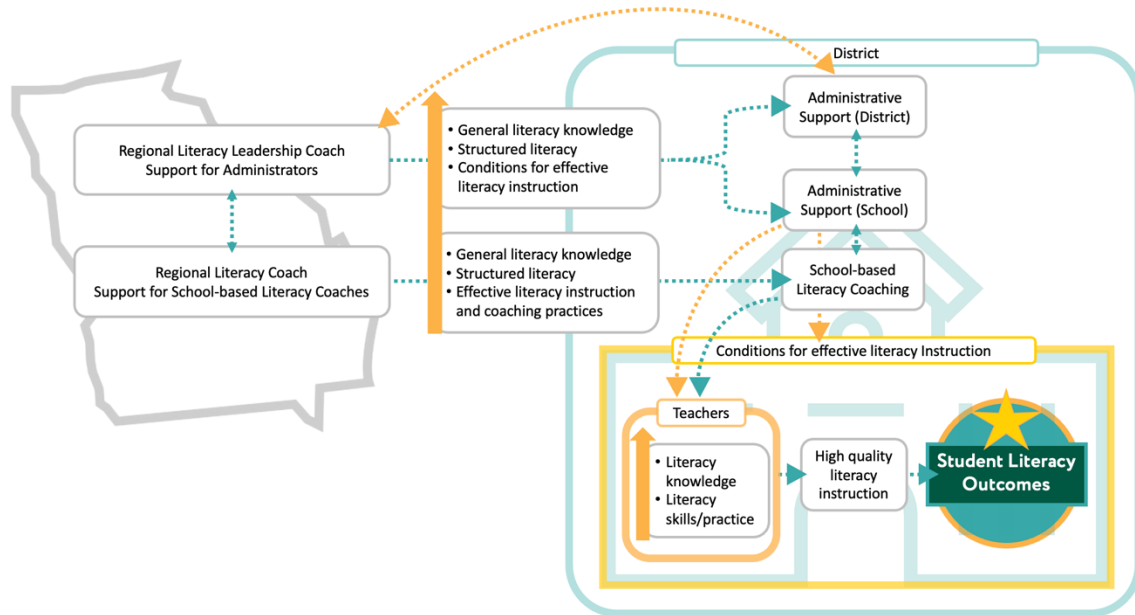 District
Administrative
Support (District)
Regional Literacy Leadership Coach
Support for Administrators
• General literacy knowledge
• Structured literacy
• Conditions for effective
literacy instruction
Administrative
Support (School)
Regional Literacy Coach
Support for School-based Literacy Coaches
• General literacy knowledge
• Structured literacy
• Effective literacy instruction
and coaching practices
School-based
Literacy Coaching
Conditions for effective literacy Instruction
Teachers
• Literacy
knowledge
• Literacy
skills/practice
High quality
literacy
instruction
Student Literacy
Outcomes